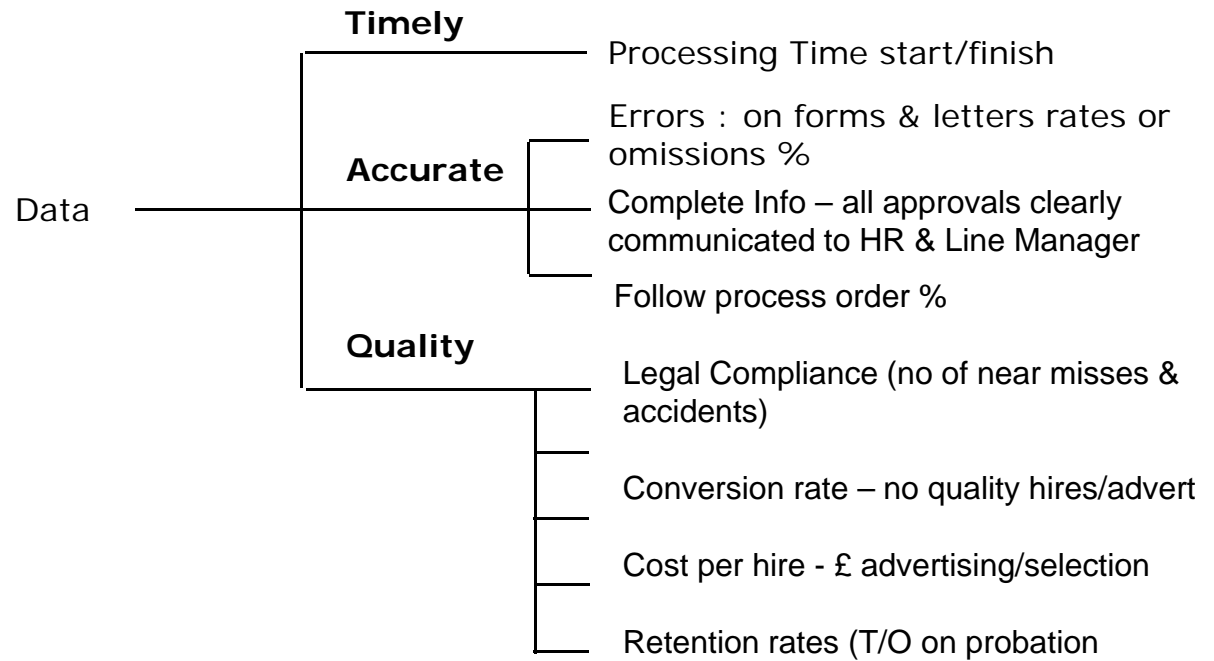 Timely
Processing Time start/finish
Errors : on forms & letters rates or
omissions %
Accurate
Data
Complete Info – all approvals clearly
communicated to HR & Line Manager
Follow process order %
Quality
Legal Compliance (no of near misses &
accidents)
Conversion rate – no quality hires/advert
Cost per hire - £ advertising/selection
Retention rates (T/O on probation